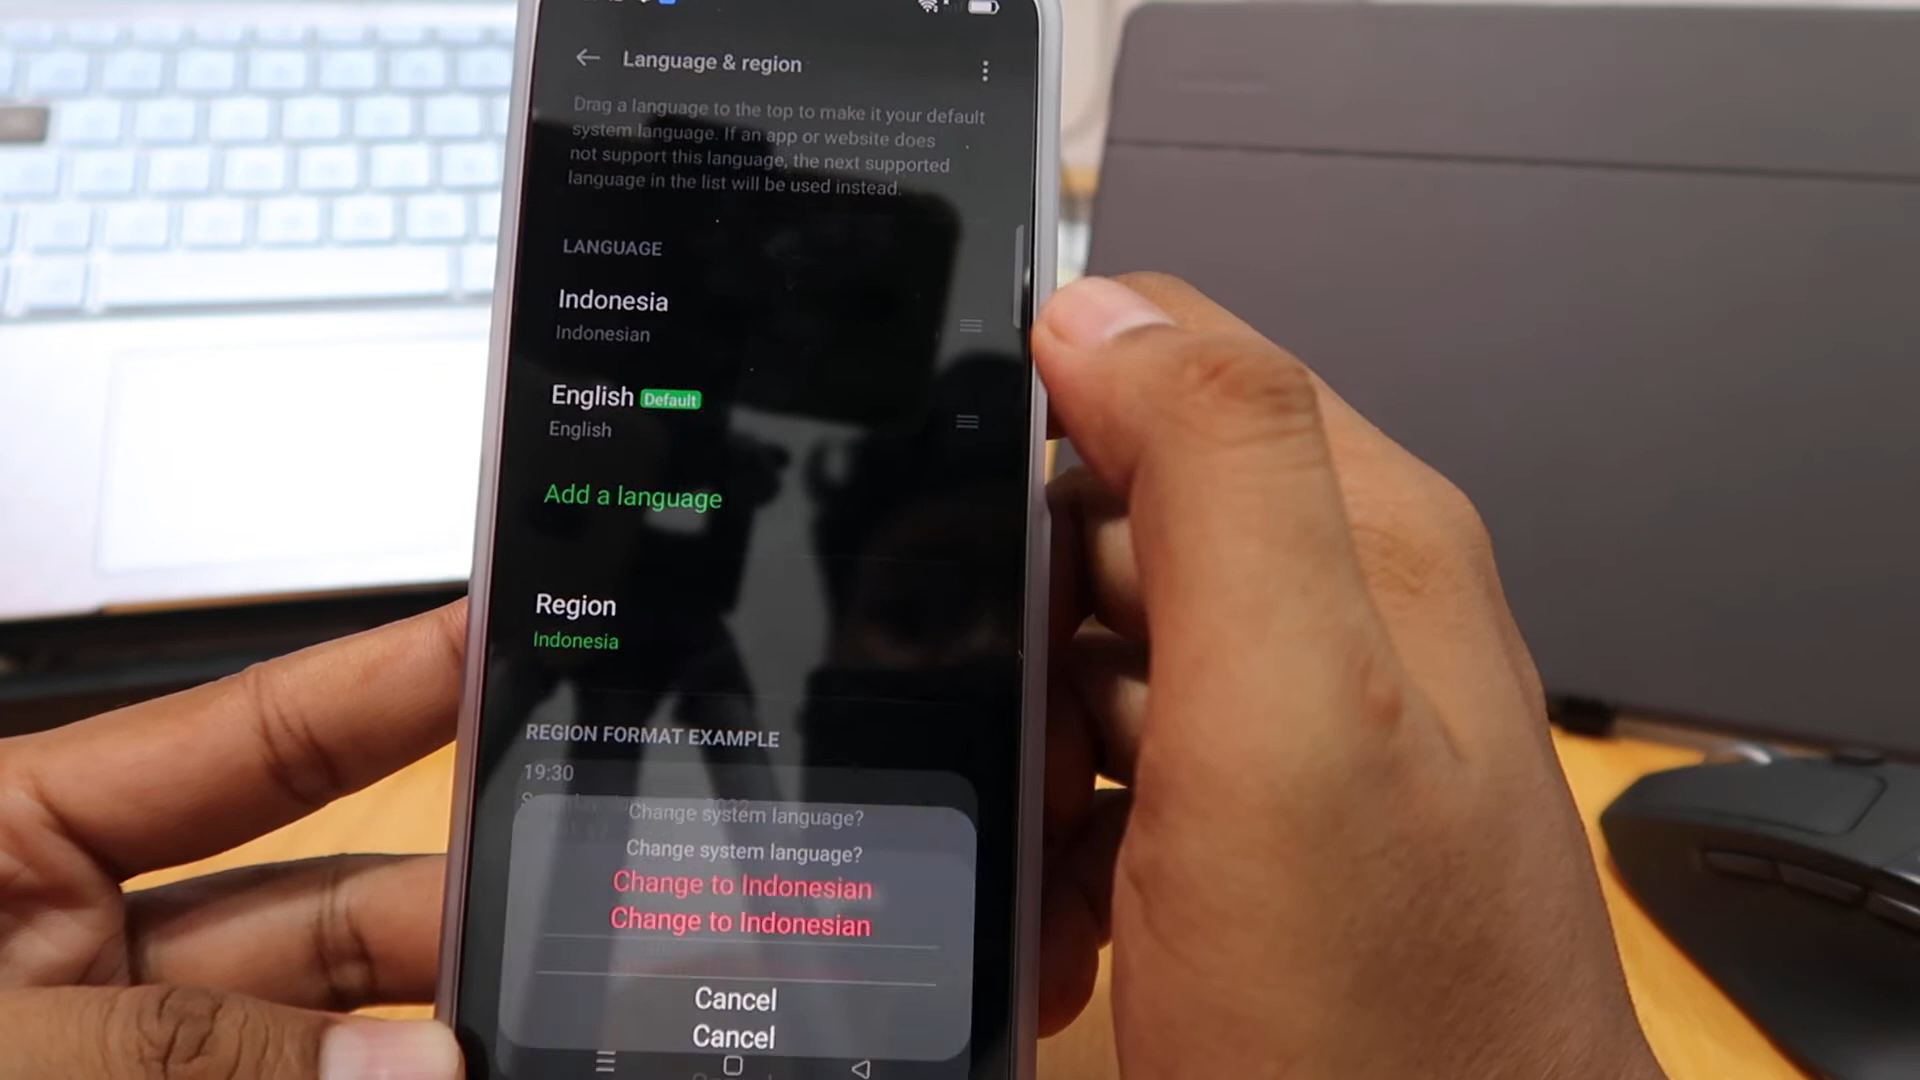 Language & region
Drag a language to the top to make it your default
system language. If an app or website does
not support this language, the next supported
language in the list will be used instead.
LANGUAGE
Indonesia
Indonesian
English Default
English
Add a language
Region
Indonesia
REGION FORMAT EXAMPLE
19:30
Change system language?
Change system language?
Change to Indonesian
Change to Indonesian
Cancel
Cancel